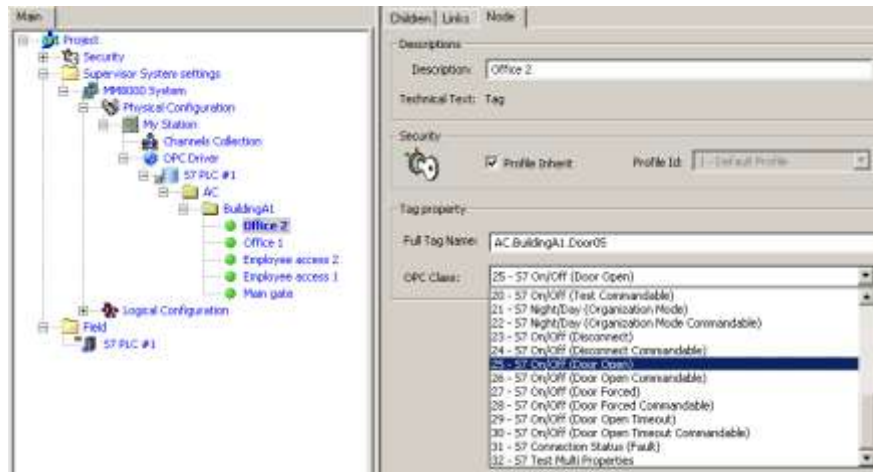 Main
Project
Security
Supervisor System settings
MM8000 System
Physical Configuration
My Station
Channels Collection
OPC Driver
S7 PLC #1
AC
BuildingA1
Office 2
Office 1
Employee access 2
Employee access 1
Main gate
Logical Configuration
Field
S7 PLC #1
Children Links Node
Descriptions
Description: Office 2
Technical Text: Tag
Security
Profile Inherit Profile Id: 1 - Default Profile
Tag property
Full Tag Name: AC.BuildingA1.Door05
OPC Class: 25 - S7 On/Off (Door Open)
20 - S7 On/Off (Test Commandable)
21 - S7 Night/Day (Organization Mode)
22 - S7 Night/Day (Organization Mode Commandable)
23 - S7 On/Off (Disconnect)
24 - S7 On/Off (Disconnect Commandable)
25 - S7 On/Off (Door Open)
26 - S7 On/Off (Door Open Commandable)
27 - S7 On/Off (Door Forced)
28 - S7 On/Off (Door Forced Commandable)
29 - S7 On/Off (Door Open Timeout)
30 - S7 On/Off (Door Open Timeout Commandable)
31 - S7 Connection Status (Fault)
32 - S7 Test Multi Properties